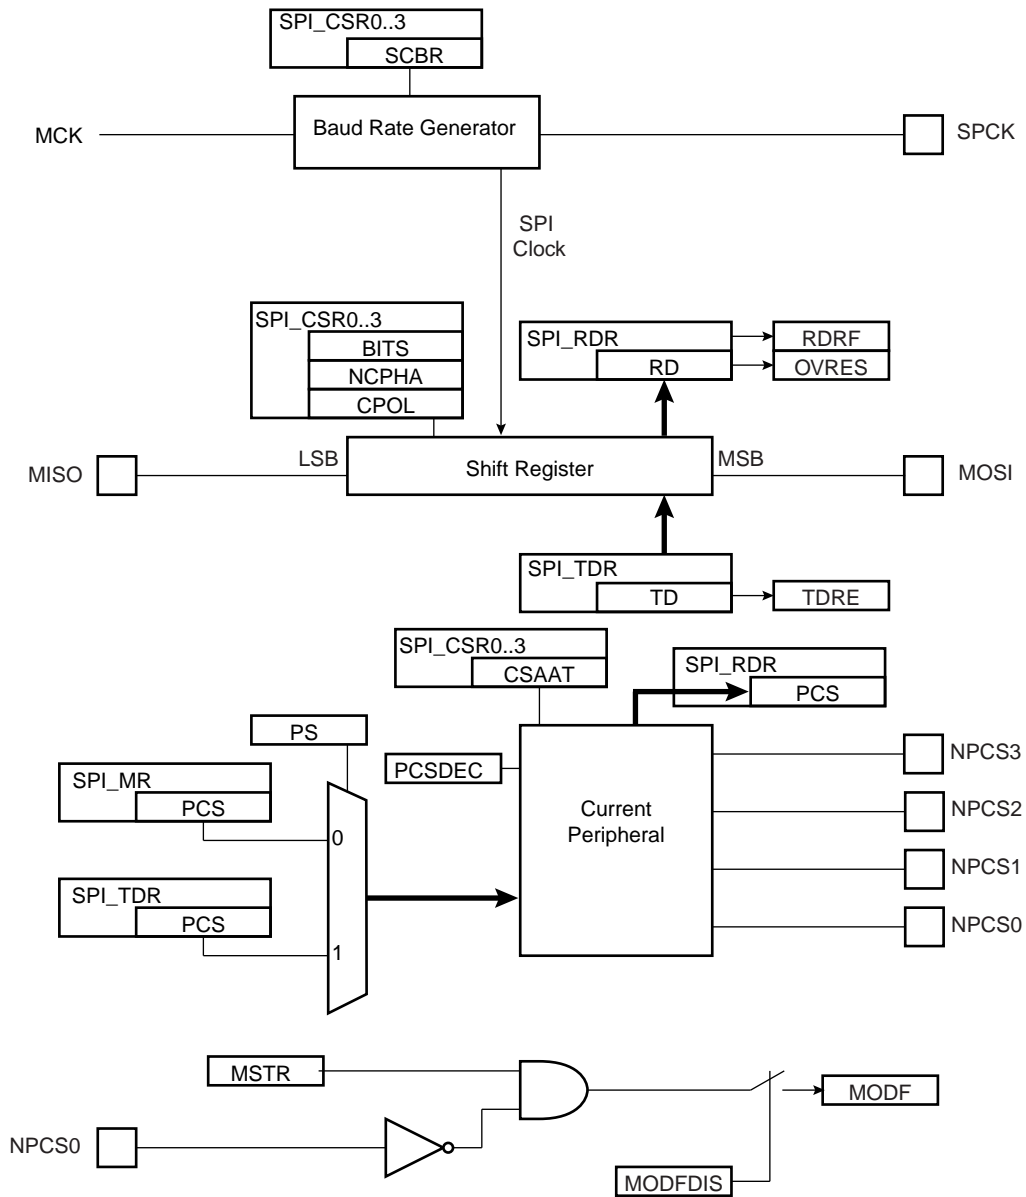 SPI_CSR0..3
SCBR
MCK
Baud Rate Generator
SPCK
SPI
Clock
SPI_CSR0..3
BITS
NCPHA
CPOL
SPI_RDR
RD
RDRF
OVRES
MISO
LSB
Shift Register
MSB
MOSI
SPI_TDR
TD
TDRE
SPI_CSR0..3
CSAAT
SPI_RDR
PCS
PS
PCSDEC
SPI_MR
PCS
0
SPI_TDR
PCS
1
Current
Peripheral
NPCS3
NPCS2
NPCS1
NPCS0
MSTR
MODF
NPCS0
MODFDIS